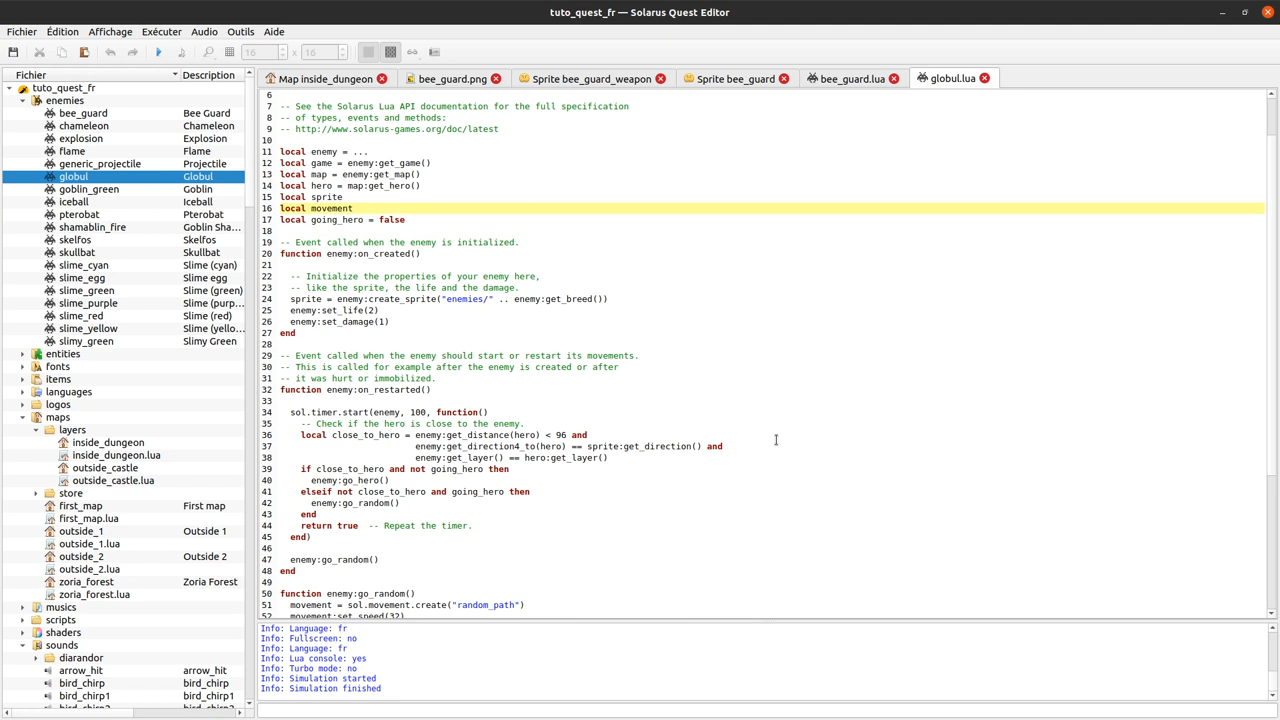 tuto_quest_fr — Solarus Quest Editor
Fichier Édition Affichage Exécuter Audio Outils Aide
16 x 16
Fichier Description
tuto_quest_fr
enemies
bee_guard Bee Guard
chameleon Chameleon
explosion Explosion
flame Flame
generic_projectile Projectile
globul Globul
goblin_green Goblin
iceball Iceball
pterobat Pterobat
shamablin_fire Goblin Sha...
skelfos Skelfos
skullbat Skullbat
slime_cyan Slime (cyan)
slime_egg Slime egg
slime_green Slime (green)
slime_purple Slime (purp...
slime_red Slime (red)
slime_yellow Slime (yello...
slimy_green Slimy Green
entities
fonts
items
languages
logos
maps
layers
inside_dungeon
inside_dungeon.lua
outside_castle
outside_castle.lua
store
first_map First map
first_map.lua
outside_1 Outside 1
outside_1.lua
outside_2 Outside 2
outside_2.lua
zoria_forest Zoria Forest
zoria_forest.lua
musics
scripts
shaders
sounds
diarandor
arrow_hit arrow_hit
bird_chirp bird_chirp
bird_chirp1 bird_chirp1
bird_chirp2 bird_chirp2
Map inside_dungeon bee_guard.png Sprite bee_guard_weapon Sprite bee_guard bee_guard.lua globul.lua
6
7 -- See the Solarus Lua API documentation for the full specification
8 -- of types, events and methods:
9 -- http://www.solarus-games.org/doc/latest
10
11 local enemy = ...
12 local game = enemy:get_game()
13 local map = enemy:get_map()
14 local hero = map:get_hero()
15 local sprite
16 local movement
17 local going_hero = false
18
19 -- Event called when the enemy is initialized.
20 function enemy:on_created()
21
22 -- Initialize the properties of your enemy here,
23 -- like the sprite, the life and the damage.
24 sprite = enemy:create_sprite("enemies/" .. enemy:get_breed())
25 enemy:set_life(2)
26 enemy:set_damage(1)
27 end
28
29 -- Event called when the enemy should start or restart its movements.
30 -- This is called for example after the enemy is created or after
31 -- it was hurt or immobilized.
32 function enemy:on_restarted()
33
34 sol.timer.start(enemy, 100, function()
35 -- Check if the hero is close to the enemy.
36 local close_to_hero = enemy:get_distance(hero) < 96 and
37 enemy:get_direction4_to(hero) == sprite:get_direction() and
38 enemy:get_layer() == hero:get_layer()
39 if close_to_hero and not going_hero then
40 enemy:go_hero()
41 elseif not close_to_hero and going_hero then
42 enemy:go_random()
43 end
44 return true -- Repeat the timer.
45 end)
46
47 enemy:go_random()
48 end
49
50 function enemy:go_random()
51 movement = sol.movement.create("random_path")
52 movement:set_speed(32)
Info: Language: fr
Info: Fullscreen: no
Info: Language: fr
Info: Lua console: yes
Info: Turbo mode: no
Info: Simulation started
Info: Simulation finished